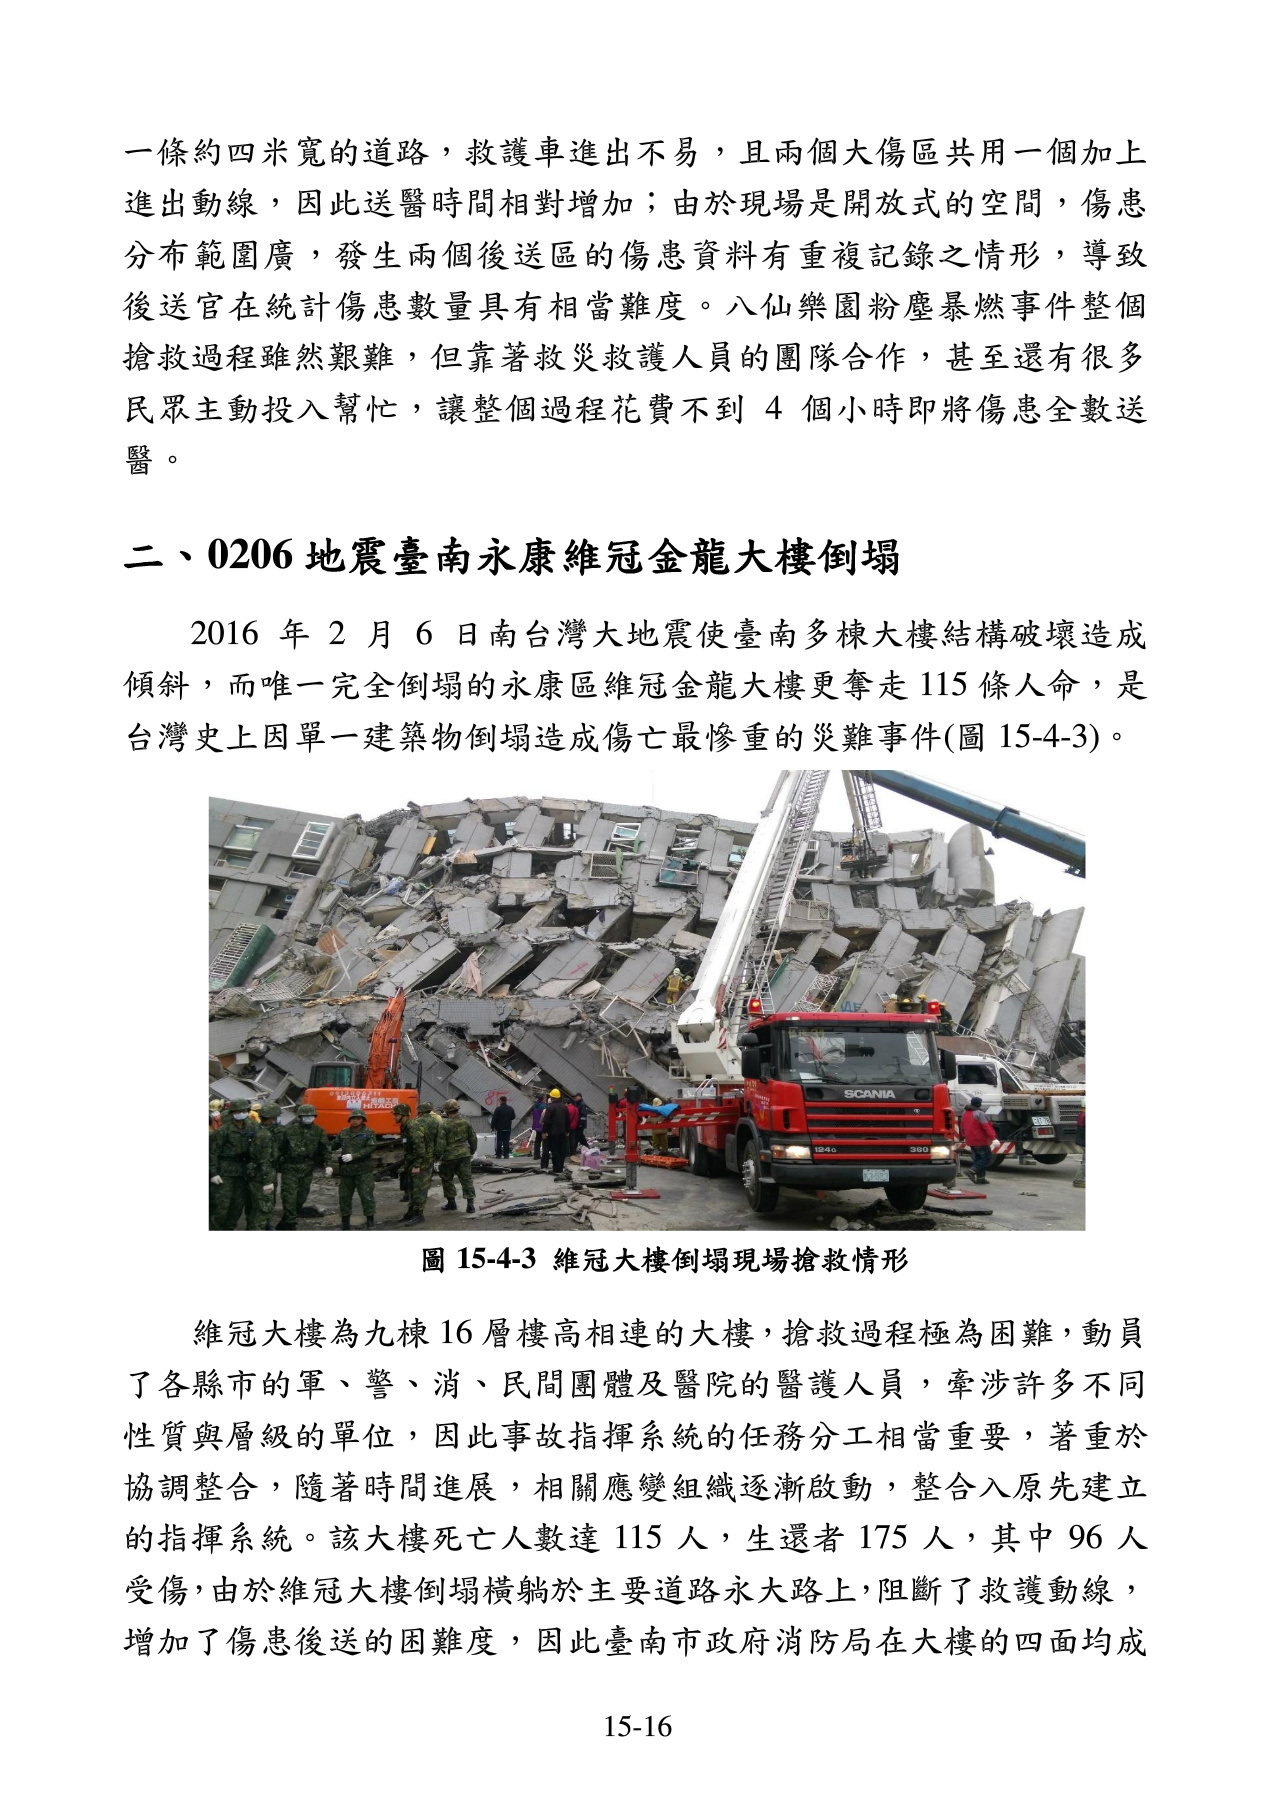 一條約四米寬的道路，救護車進出不易，且兩個大傷區共用一個加上
進出動線，因此送醫時間相對增加；由於現場是開放式的空間，傷患
分布範圍廣，發生兩個後送區的傷患資料有重複記錄之情形，導致
後送官在統計傷患數量具有相當難度。八仙樂園粉塵暴燃事件整個
搶救過程雖然艱難，但靠著救災救護人員的團隊合作，甚至還有很多
民眾主動投入幫忙，讓整個過程花費不到 4 個小時即將傷患全數送
醫。
二、0206 地震臺南永康維冠金龍大樓倒塌
2016 年 2 月 6 日南台灣大地震使臺南多棟大樓結構破壞造成
傾斜，而唯一完全倒塌的永康區維冠金龍大樓更奪走 115 條人命，是
台灣史上因單一建築物倒塌造成傷亡最慘重的災難事件(圖 15-4-3)。
HITACHI
SCANIA
124G 360
圖 15-4-3 維冠大樓倒塌現場搶救情形
維冠大樓為九棟 16 層樓高相連的大樓，搶救過程極為困難，動員
了各縣市的軍、警、消、民間團體及醫院的醫護人員，牽涉許多不同
性質與層級的單位，因此事故指揮系統的任務分工相當重要，著重於
協調整合，隨著時間進展，相關應變組織逐漸啟動，整合入原先建立
的指揮系統。該大樓死亡人數達 115 人，生還者 175 人，其中 96 人
受傷，由於維冠大樓倒塌橫躺於主要道路永大路上，阻斷了救護動線，
增加了傷患後送的困難度，因此臺南市政府消防局在大樓的四面均成
15-16